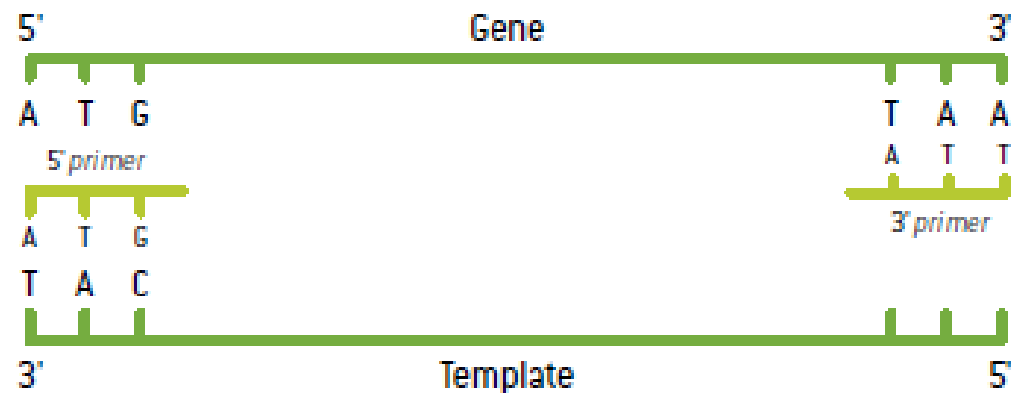 5' Gene 3'
A T G T A A
5' primer A T T
3' primer
A T G
T A C
3' Template 5'